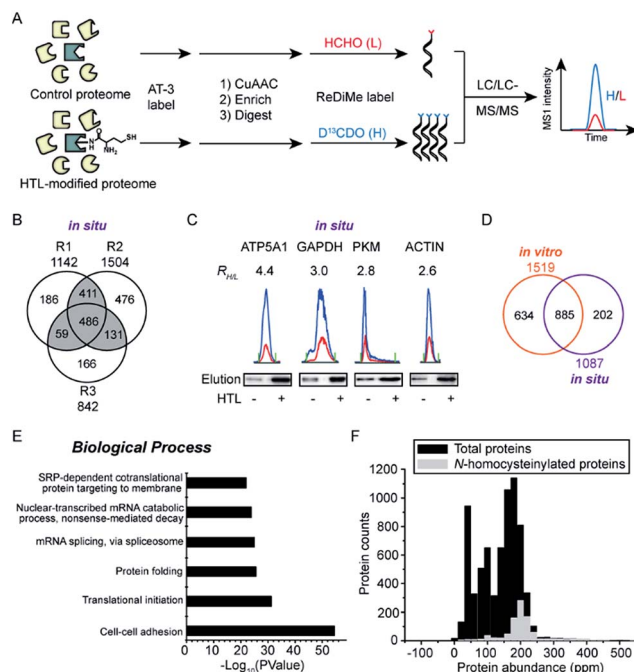 A
Control proteome
HTL-modified proteome
O
N
H
NH₂
SH
AT-3
label
1) CuAAC
2) Enrich
3) Digest
HCHO (L)
ReDiMe label
D¹³CDO (H)
LC/LC-
MS/MS
MS1 intensity
H/L
Time
B
in situ
R1
1142
R2
1504
186
411
476
486
59
131
166
R3
842
C
in situ
ATP5A1 GAPDH PKM ACTIN
R_H/L 4.4 3.0 2.8 2.6
Elution
HTL - + - + - + - +
D
in vitro
1519
634
885
202
1087
in situ
E
Biological Process
SRP-dependent cotranslational
protein targeting to membrane
Nuclear-transcribed mRNA catabolic
process, nonsense-mediated decay
mRNA splicing, via spliceosome
Protein folding
Translational initiation
Cell-cell adhesion
0 10 20 30 40 50 60
-Log₁₀(PValue)
F
Total proteins
N-homocysteinylated proteins
Protein counts
1200
1000
800
600
400
200
0
-100 0 100 200 300 400 500
Protein abundance (ppm)